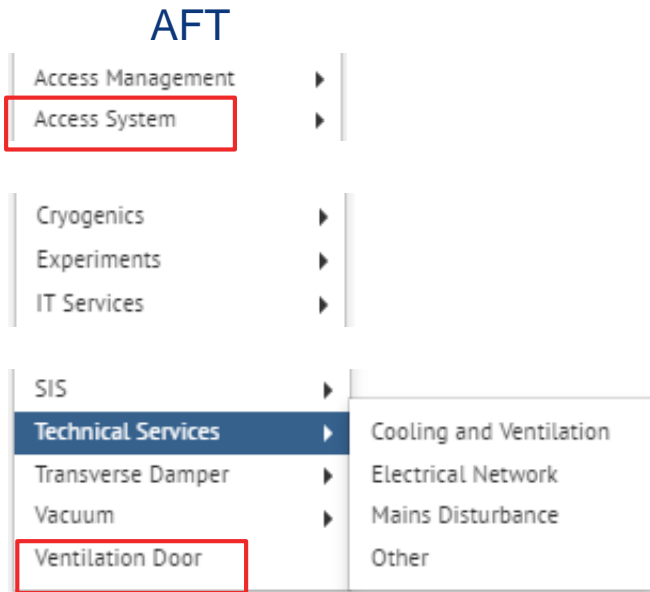 AFT
Access Management
Access System
Cryogenics
Experiments
IT Services
SIS
Technical Services
Transverse Damper
Vacuum
Ventilation Door
Cooling and Ventilation
Electrical Network
Mains Disturbance
Other